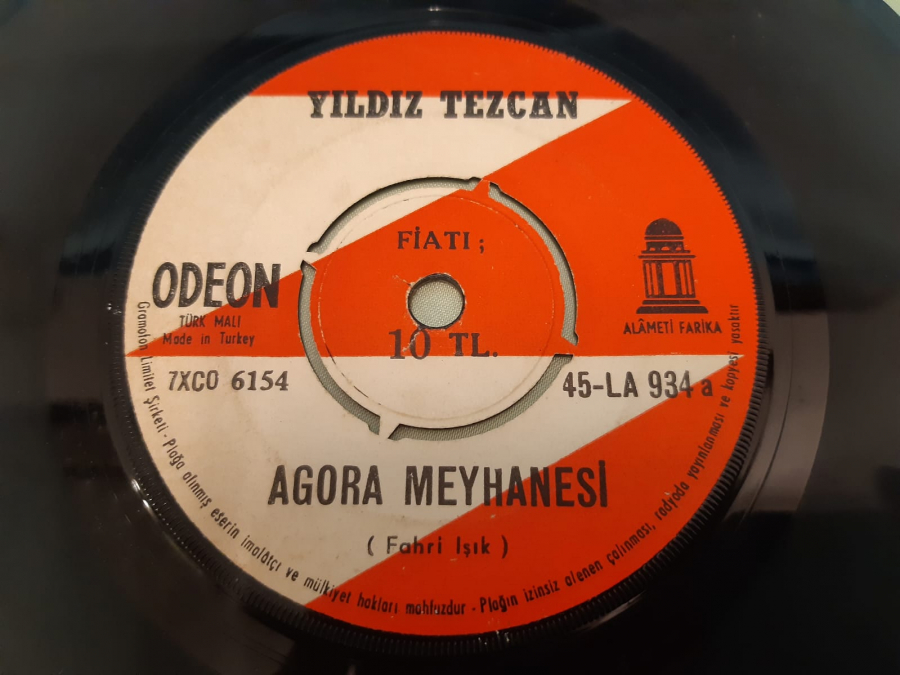 YILDIZ TEZCAN
FİATI ;
10 TL.
ODEON
TÜRK MALI
Made in Turkey
ALÂMETİ FARİKA
7XCO 6154
45-LA 934 a
AGORA MEYHANESİ
( Fahri Işık )
Gramofon Limilet Şirketi - Plağa alınmış eserin imalâtçı ve mülkiyet hakları mahfuzdur - Plağın izinsiz alenen çalınması, radyoda yayınlanması ve kopyesi yasaktır